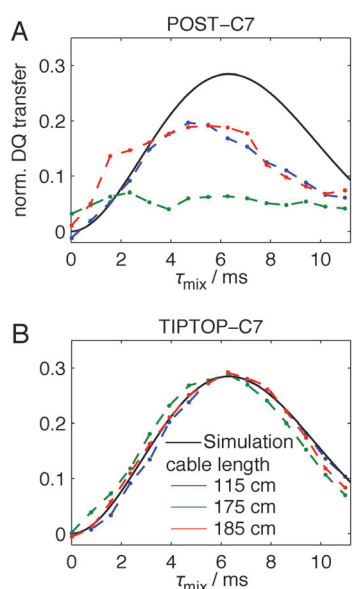 A
POST–C7
norm. DQ transfer
0.3
0.2
0.1
0
0 2 4 6 8 10
τmix / ms
B
TIPTOP–C7
0.3
0.2
0.1
0
Simulation
cable length
115 cm
175 cm
185 cm
0 2 4 6 8 10
τmix / ms